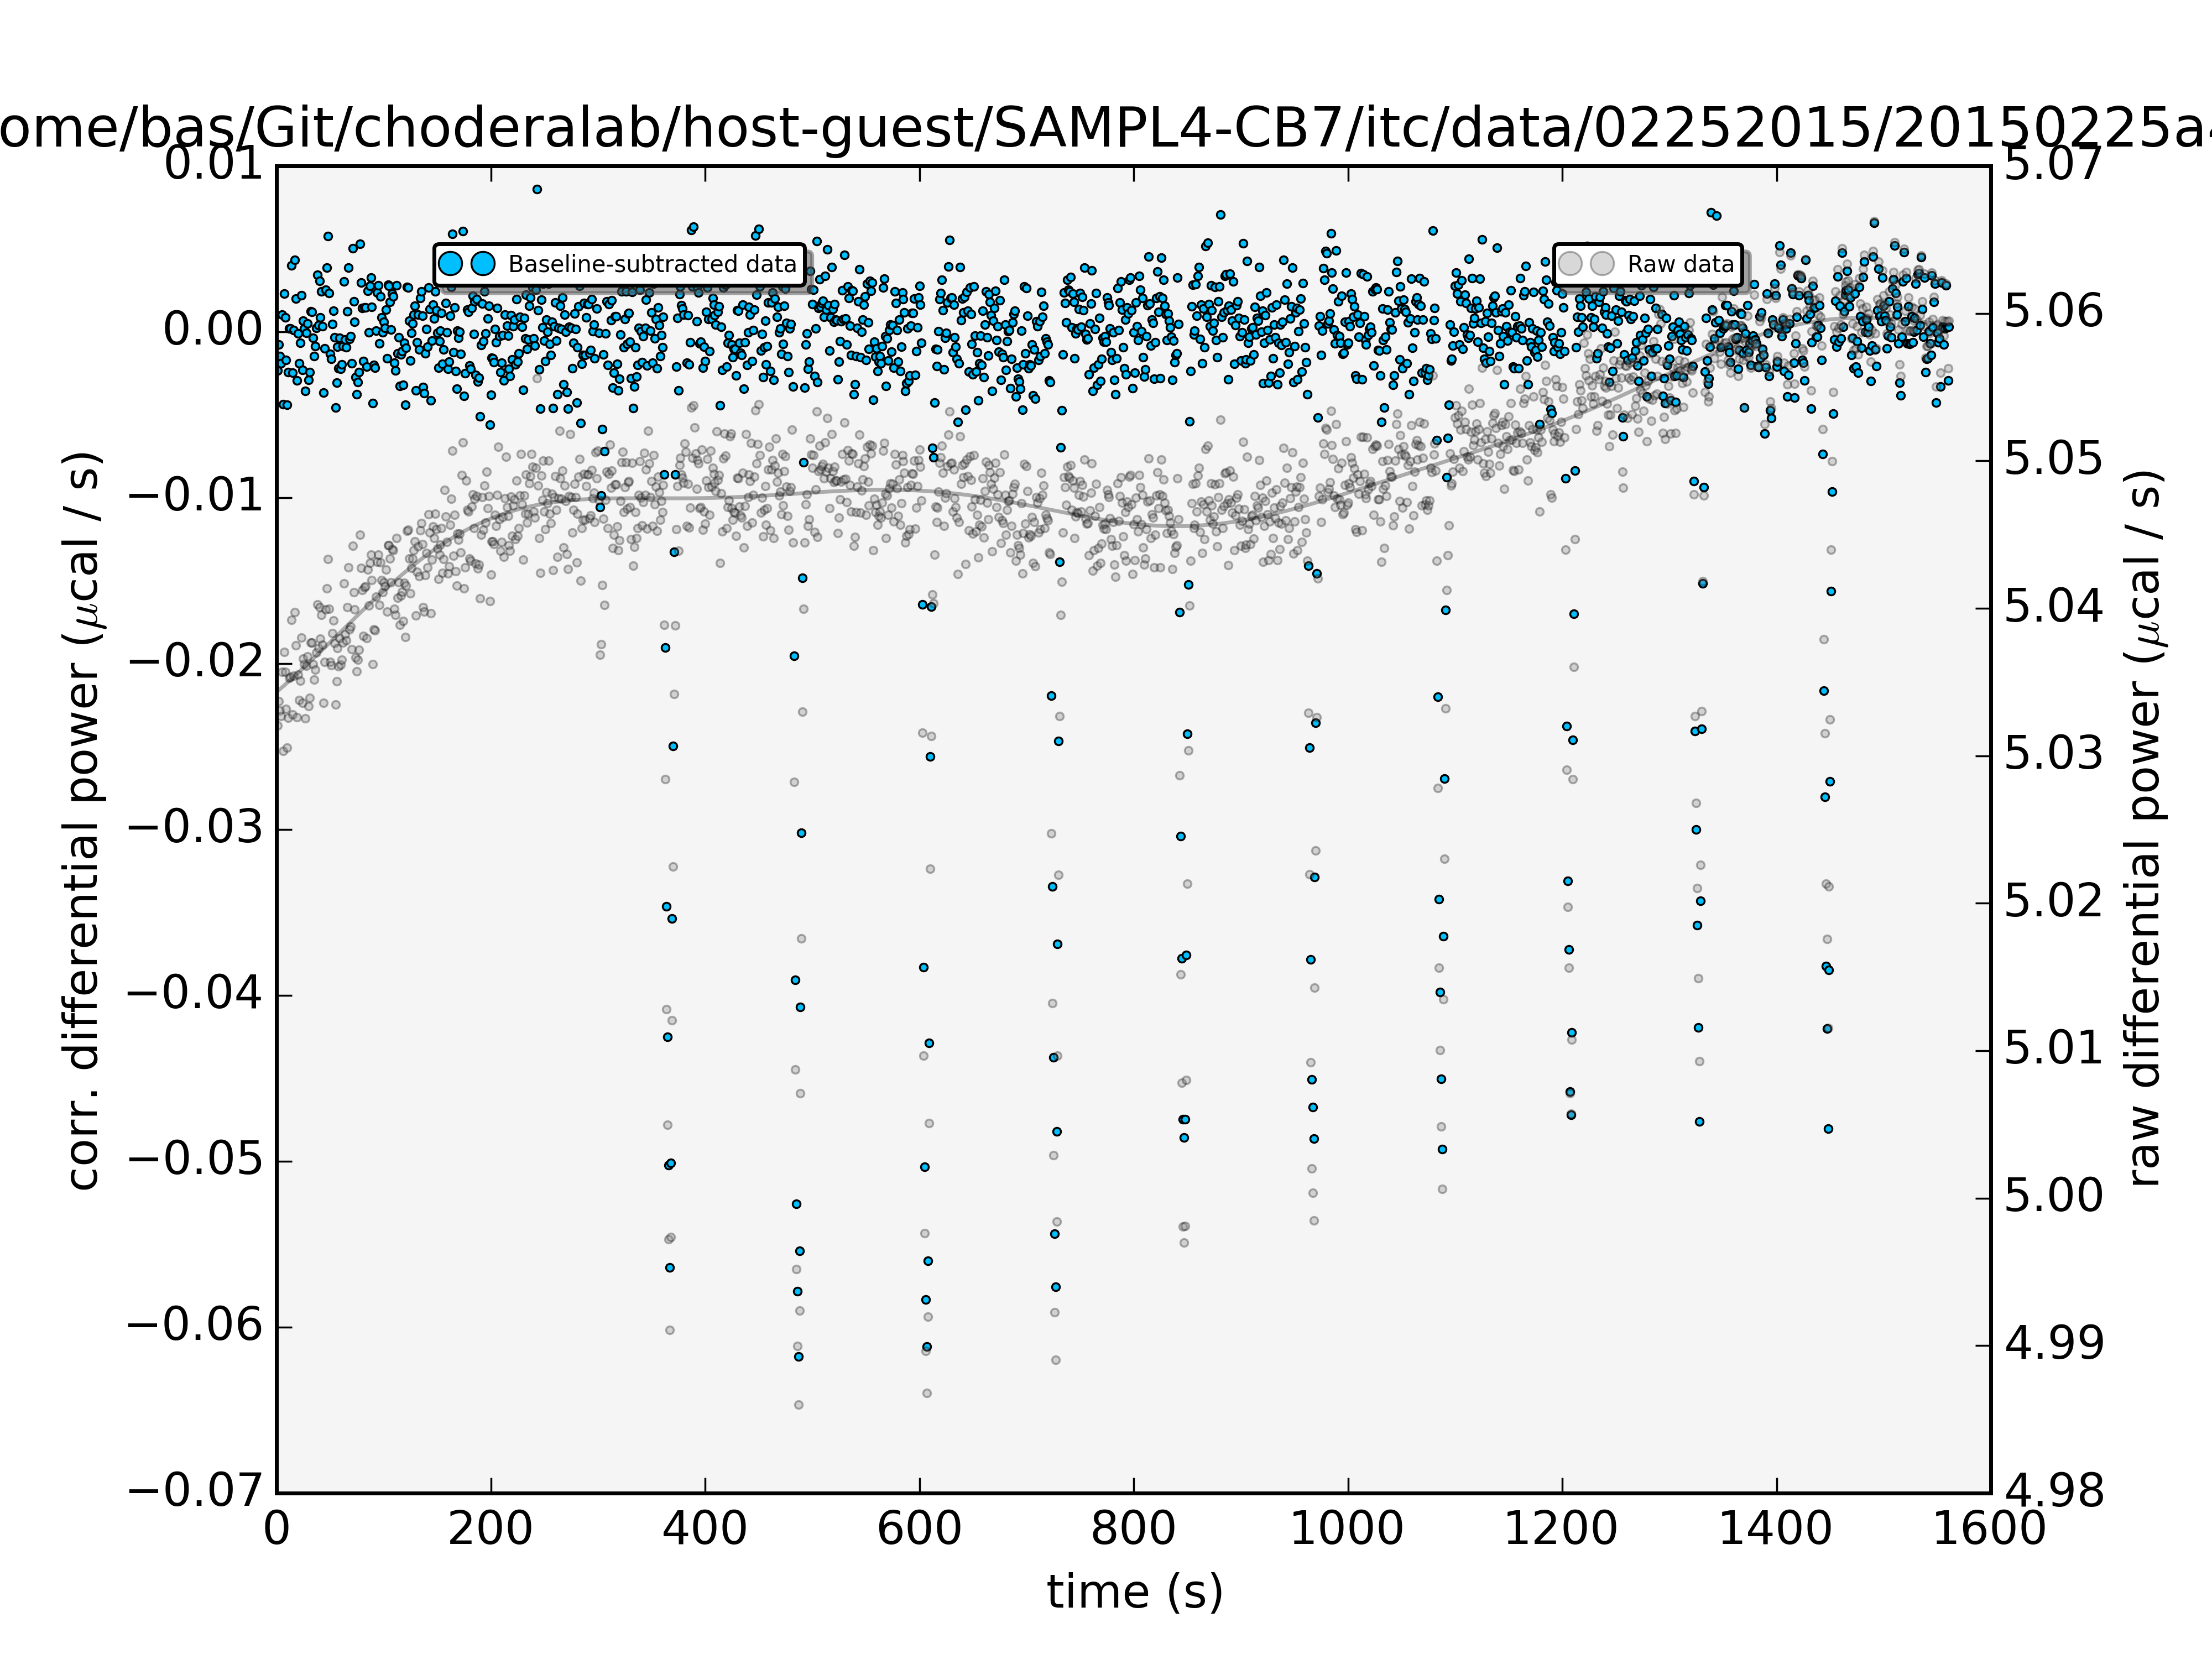 ome/bas/Git/choderalab/host-guest/SAMPL4-CB7/itc/data/02252015/20150225a4
0.01
0.00
−0.01
−0.02
−0.03
−0.04
−0.05
−0.06
−0.07
corr. differential power (μcal / s)
Baseline-subtracted data
Raw data
5.07
5.06
5.05
5.04
5.03
5.02
5.01
5.00
4.99
4.98
raw differential power (μcal / s)
0 200 400 600 800 1000 1200 1400 1600
time (s)